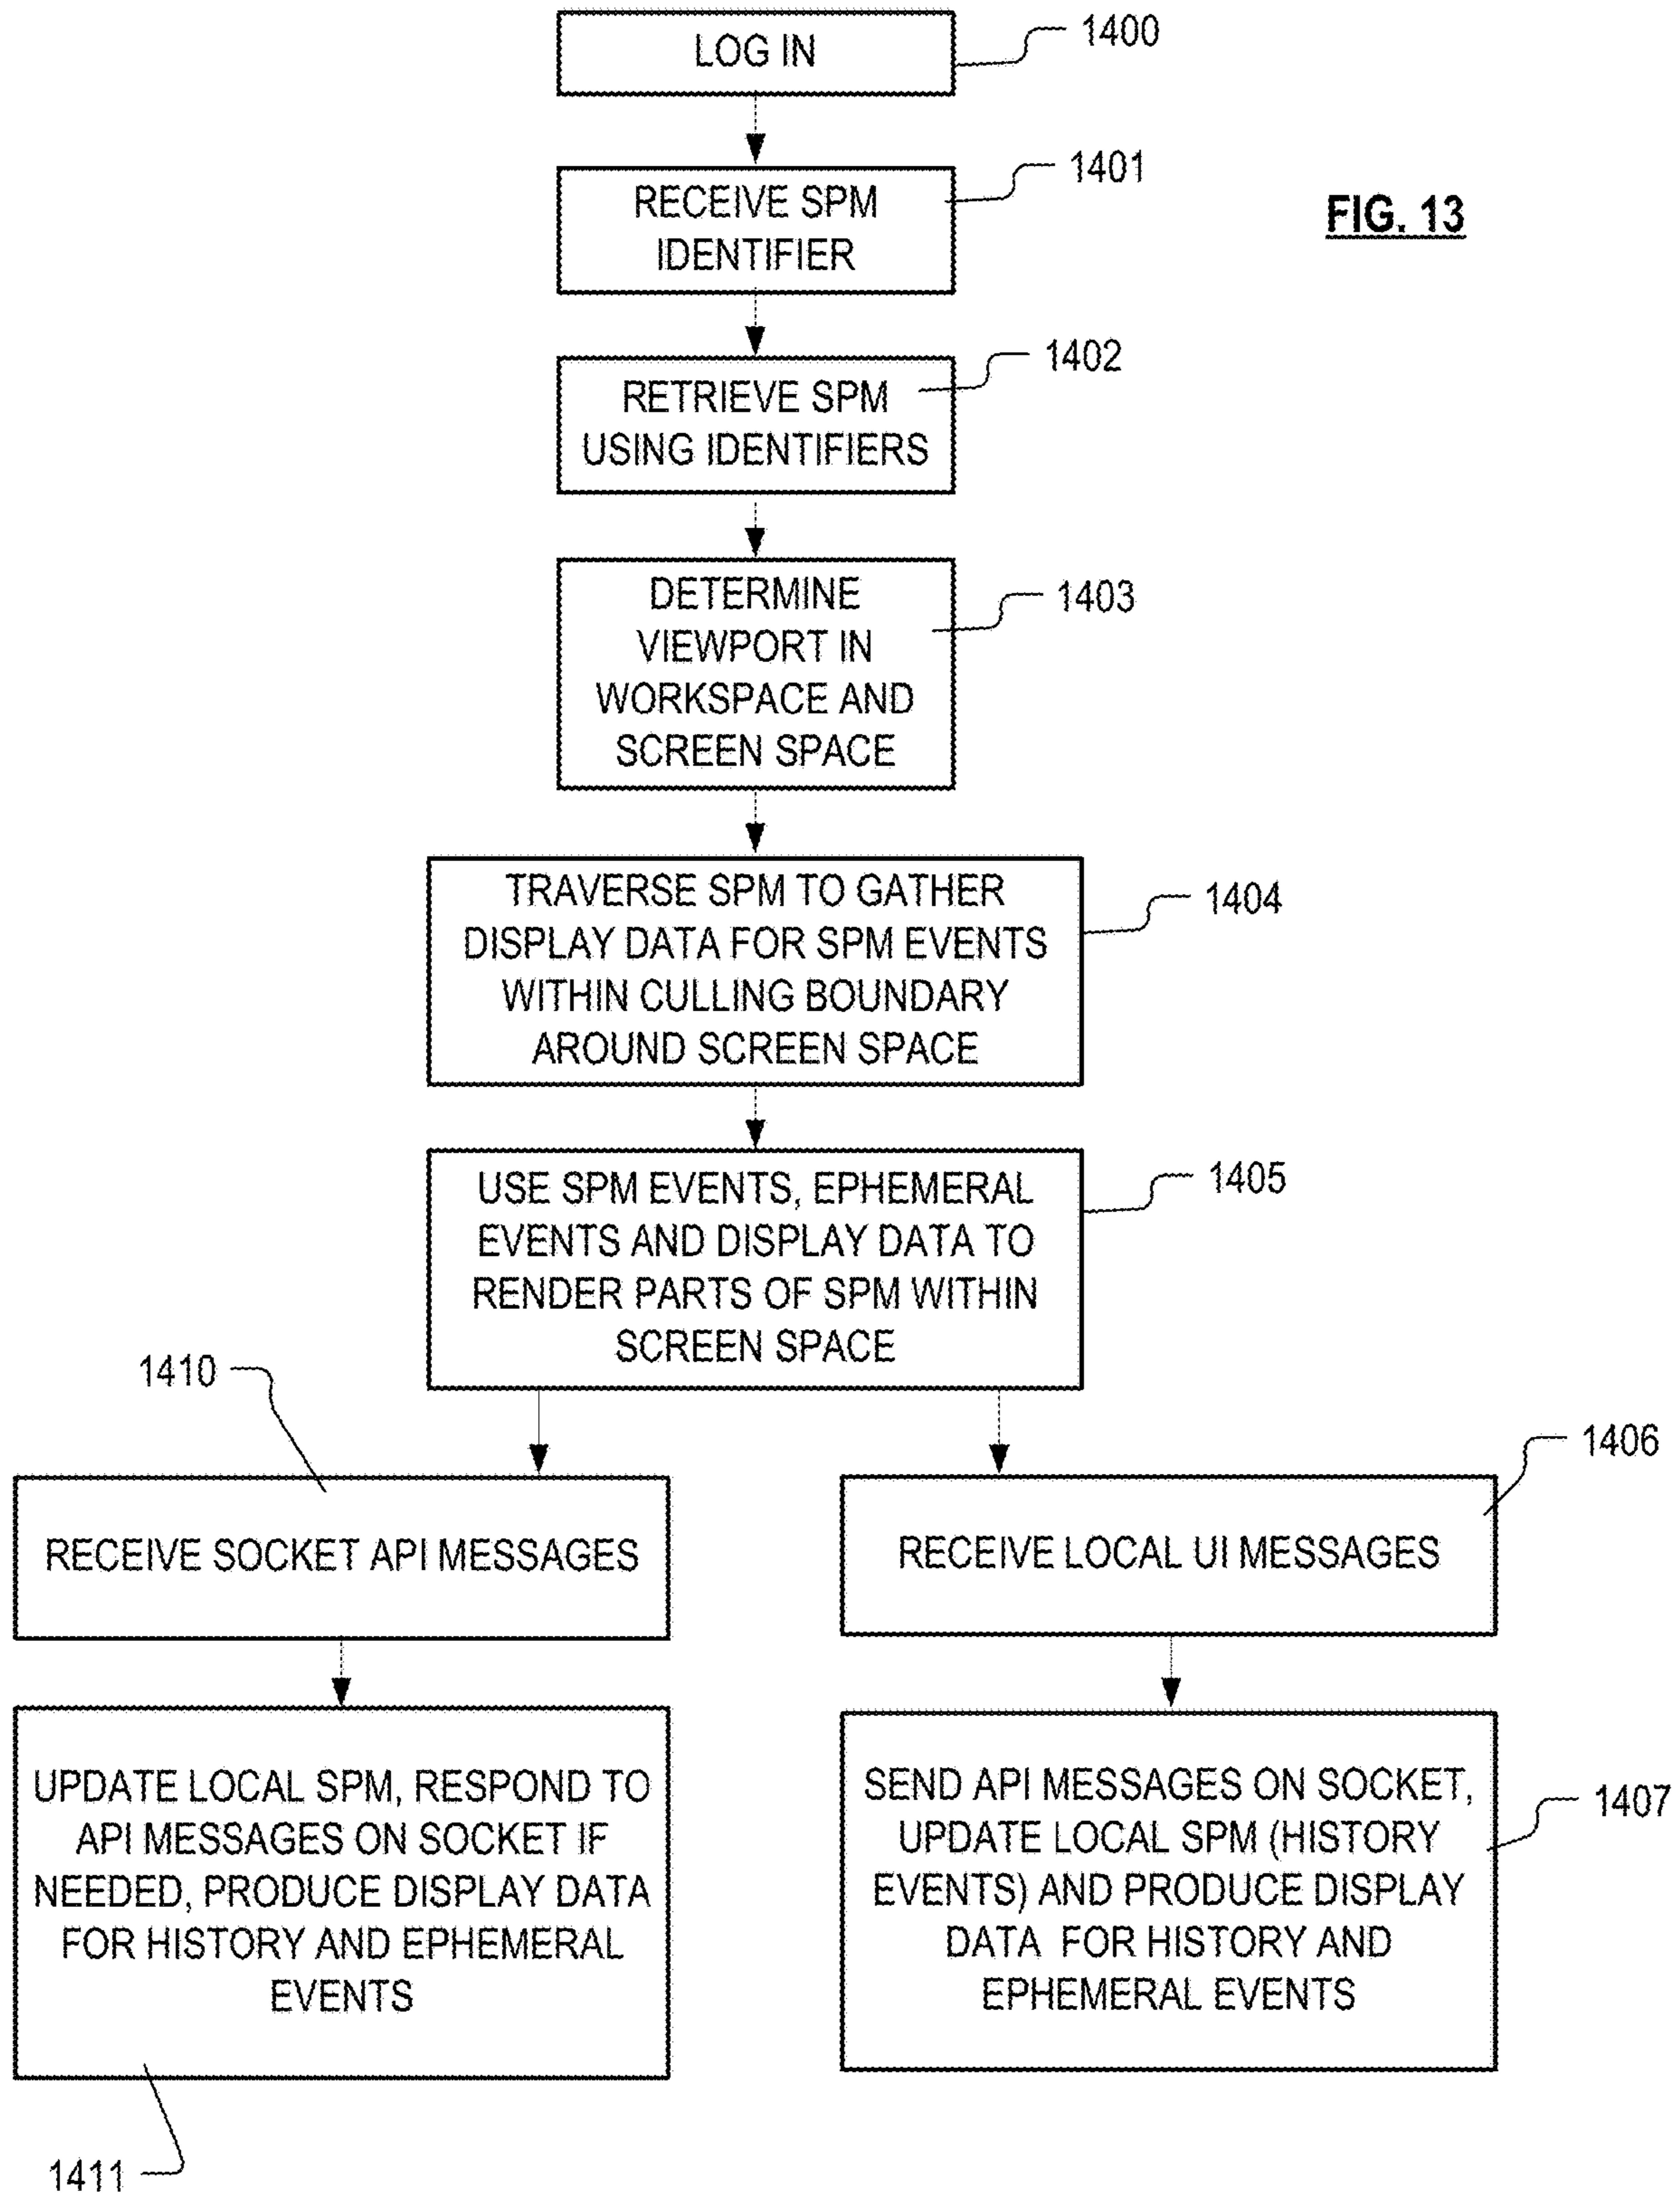 LOG IN
1400
RECEIVE SPM
IDENTIFIER
1401
FIG. 13
RETRIEVE SPM
USING IDENTIFIERS
1402
DETERMINE
VIEWPORT IN
WORKSPACE AND
SCREEN SPACE
1403
TRAVERSE SPM TO GATHER
DISPLAY DATA FOR SPM EVENTS
WITHIN CULLING BOUNDARY
AROUND SCREEN SPACE
1404
USE SPM EVENTS, EPHEMERAL
EVENTS AND DISPLAY DATA TO
RENDER PARTS OF SPM WITHIN
SCREEN SPACE
1405
1410
RECEIVE SOCKET API MESSAGES
1406
RECEIVE LOCAL UI MESSAGES
UPDATE LOCAL SPM, RESPOND TO
API MESSAGES ON SOCKET IF
NEEDED, PRODUCE DISPLAY DATA
FOR HISTORY AND EPHEMERAL
EVENTS
1411
SEND API MESSAGES ON SOCKET,
UPDATE LOCAL SPM (HISTORY
EVENTS) AND PRODUCE DISPLAY
DATA FOR HISTORY AND
EPHEMERAL EVENTS
1407